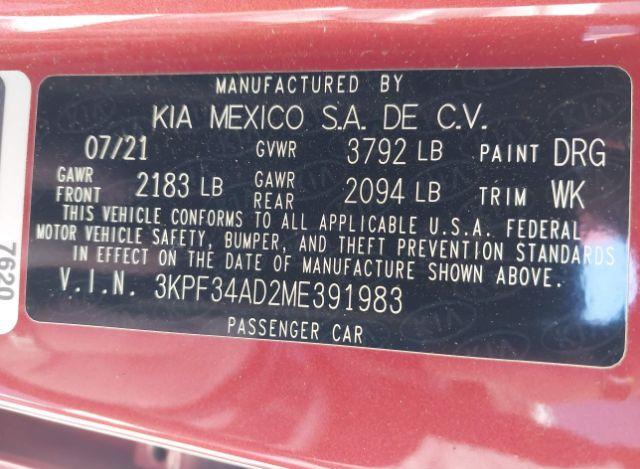 MANUFACTURED BY
KIA MEXICO S.A. DE C.V.
07/21 GVWR 3792 LB PAINT DRG
GAWR FRONT 2183 LB GAWR REAR 2094 LB TRIM WK
THIS VEHICLE CONFORMS TO ALL APPLICABLE U.S.A. FEDERAL
MOTOR VEHICLE SAFETY, BUMPER, AND THEFT PREVENTION STANDARDS
IN EFFECT ON THE DATE OF MANUFACTURE SHOWN ABOVE.
V.I.N. 3KPF34AD2ME391983
PASSENGER CAR
7620